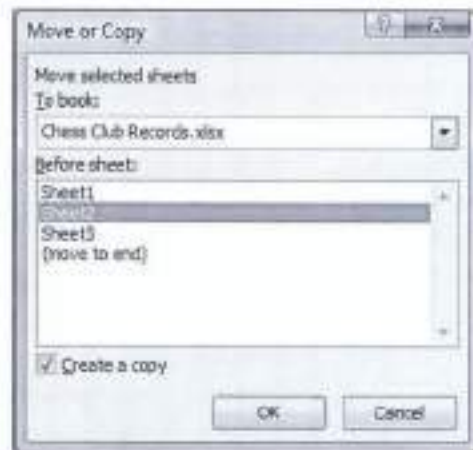 Move or Copy
Move selected sheets
To book:
Chess Club Records.xlsx
Before sheet:
Sheet1
Sheet2
Sheet3
(move to end)
Create a copy
OK
Cancel